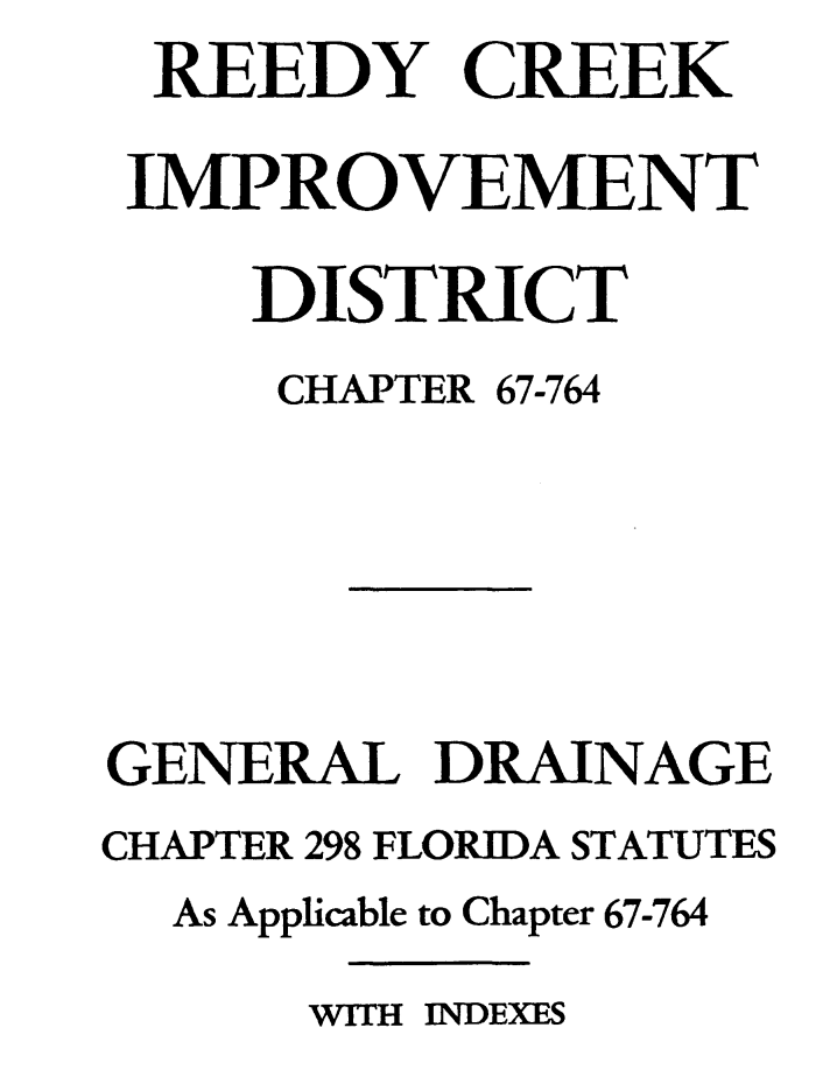 REEDY CREEK
IMPROVEMENT
DISTRICT
CHAPTER 67-764
GENERAL DRAINAGE
CHAPTER 298 FLORIDA STATUTES
As Applicable to Chapter 67-764
WITH INDEXES